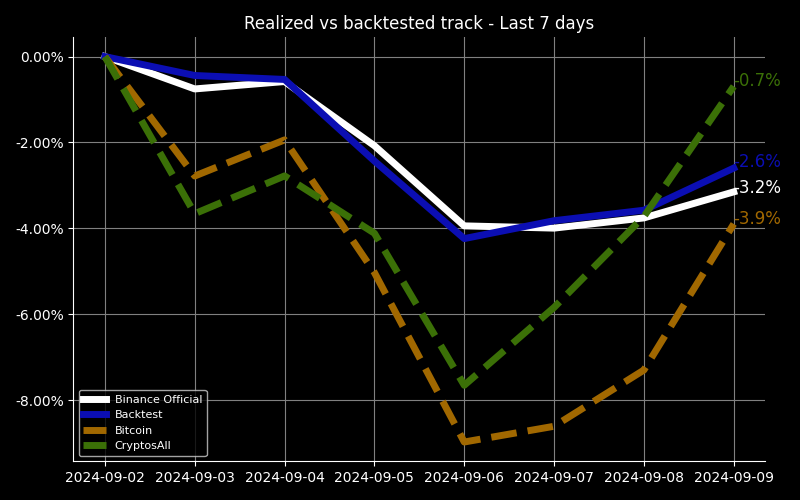 Realized vs backtested track - Last 7 days
0.00%
-2.00%
-4.00%
-6.00%
-8.00%
-0.7%
-2.6%
-3.2%
-3.9%
Binance Official
Backtest
Bitcoin
CryptosAll
2024-09-02 2024-09-03 2024-09-04 2024-09-05 2024-09-06 2024-09-07 2024-09-08 2024-09-09